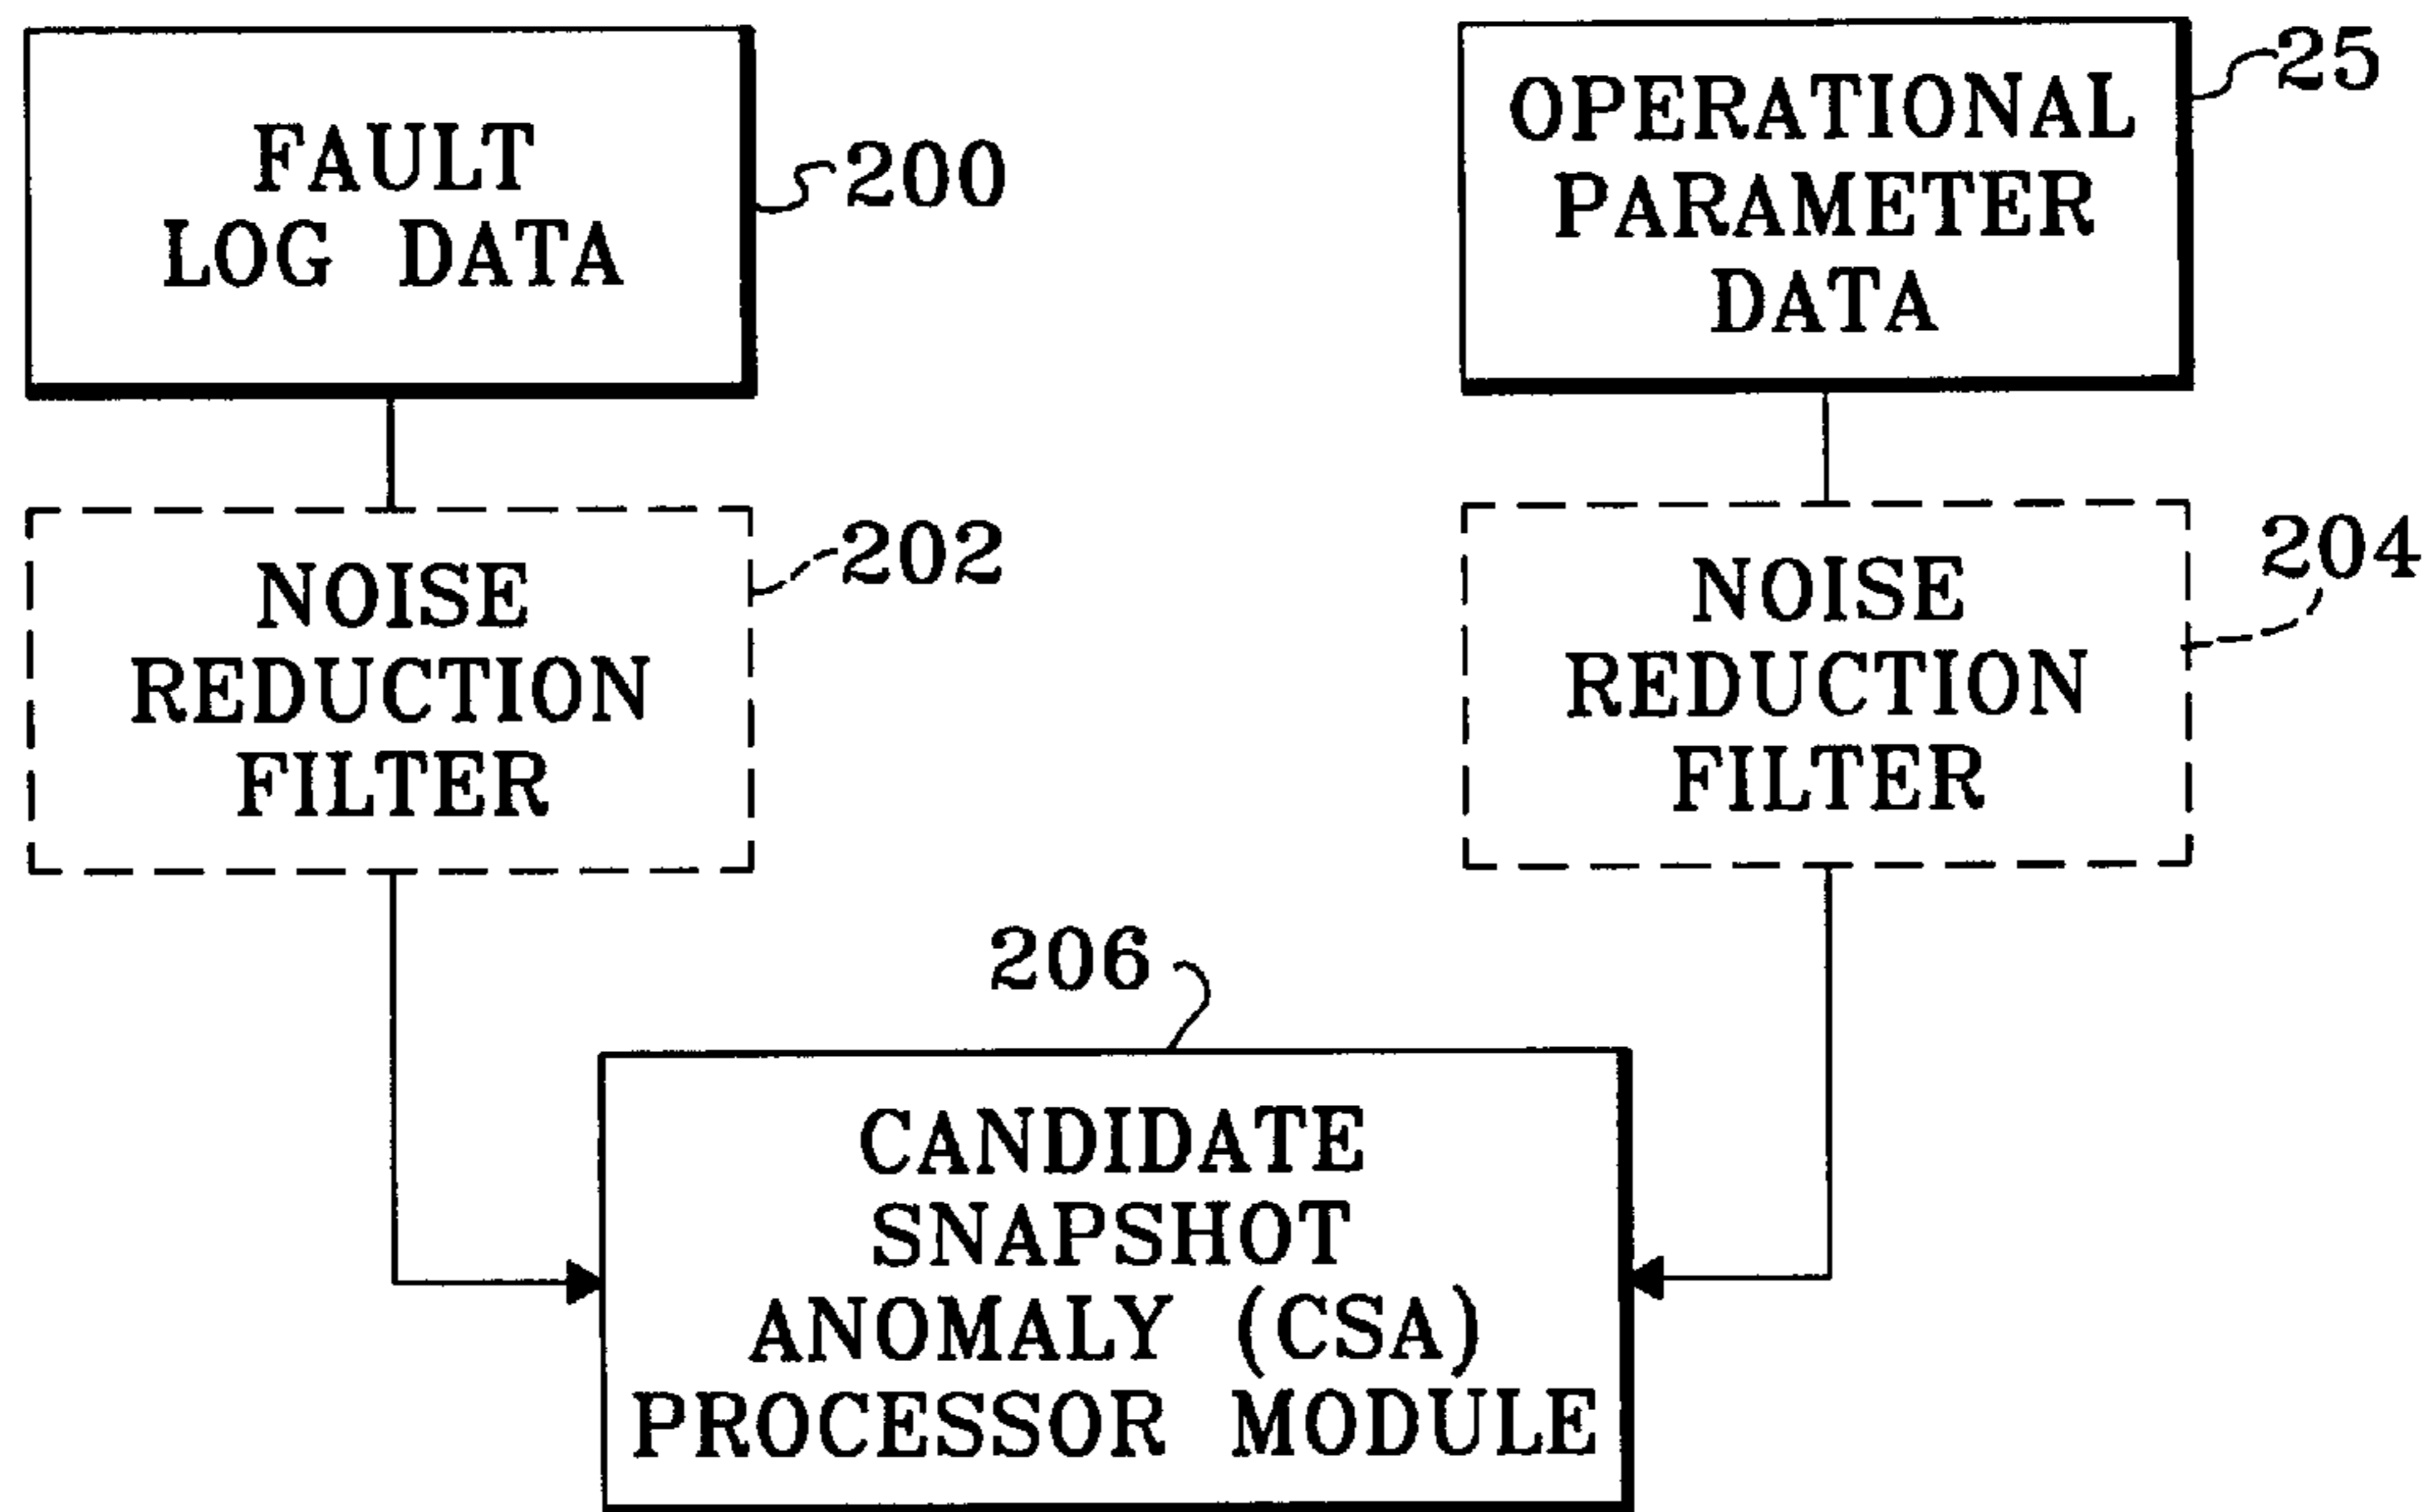 FAULT
LOG DATA
200
OPERATIONAL
PARAMETER
DATA
25
NOISE
REDUCTION
FILTER
202
NOISE
REDUCTION
FILTER
204
206
CANDIDATE
SNAPSHOT
ANOMALY (CSA)
PROCESSOR MODULE